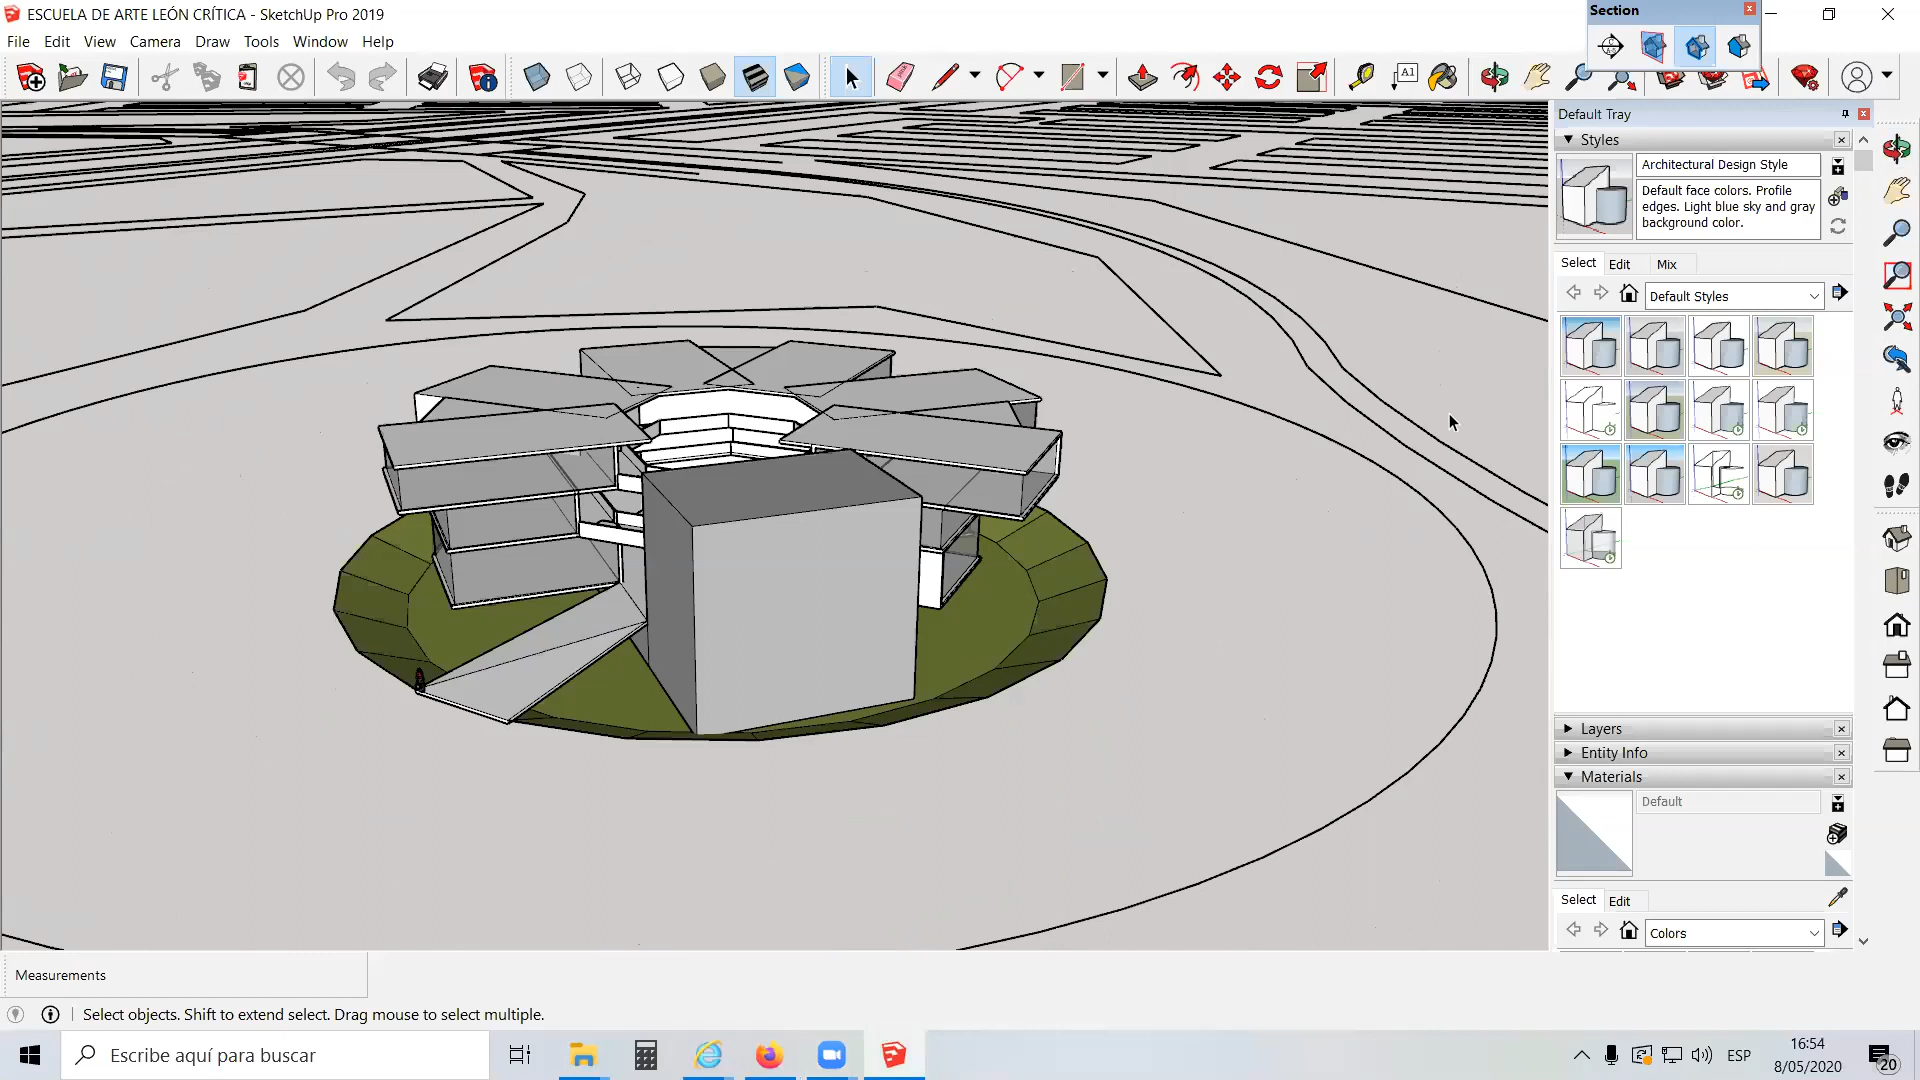 ESCUELA DE ARTE LEÓN CRÍTICA - SketchUp Pro 2019
Section
File Edit View Camera Draw Tools Window Help
A1
Default Tray
Styles
Architectural Design Style
Default face colors. Profile
edges. Light blue sky and gray
background color.
Select Edit Mix
Default Styles
Layers
Entity Info
Materials
Default
Select Edit
Colors
Measurements
Select objects. Shift to extend select. Drag mouse to select multiple.
Escribe aquí para buscar
ESP
16:54
8/05/2020
20